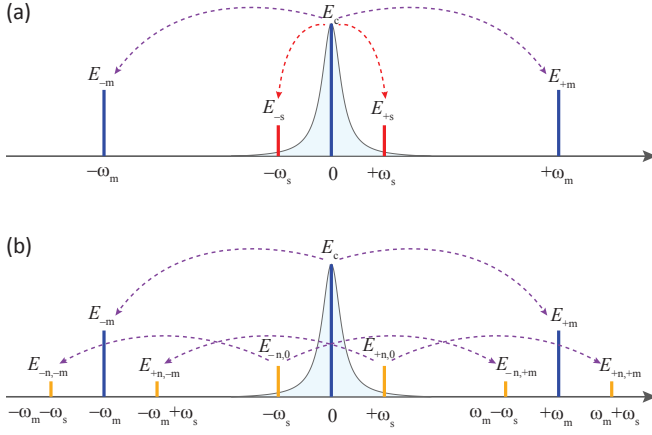 (a)
E_c
E_{-m}
E_{+m}
E_{-s}
E_{+s}
−ω_m
−ω_s
0
+ω_s
+ω_m
(b)
E_c
E_{-m}
E_{+m}
E_{-n,-m}
E_{+n,-m}
E_{-n,0}
E_{+n,0}
E_{-n,+m}
E_{+n,+m}
−ω_m−ω_s
−ω_m
−ω_m+ω_s
−ω_s
0
+ω_s
ω_m−ω_s
+ω_m
ω_m+ω_s